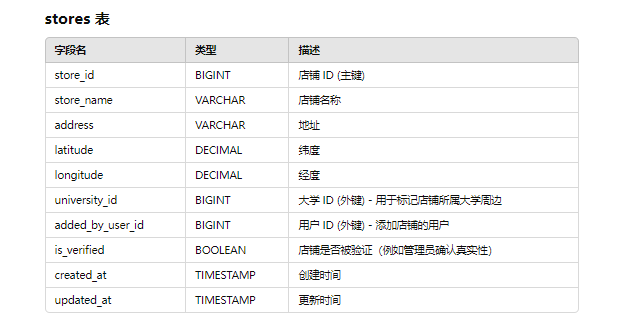 stores 表
字段名 类型 描述
store_id BIGINT 店铺 ID (主键)
store_name VARCHAR 店铺名称
address VARCHAR 地址
latitude DECIMAL 纬度
longitude DECIMAL 经度
university_id BIGINT 大学 ID (外键) - 用于标记店铺所属大学周边
added_by_user_id BIGINT 用户 ID (外键) - 添加店铺的用户
is_verified BOOLEAN 店铺是否被验证（例如管理员确认真实性）
created_at TIMESTAMP 创建时间
updated_at TIMESTAMP 更新时间